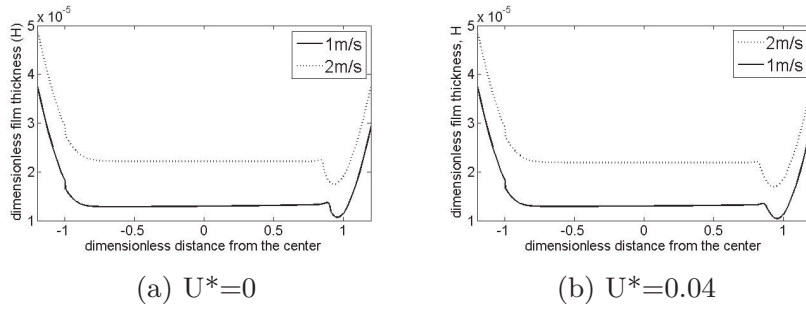 5 x 10⁻⁵
4
3
2
1
dimensionless film thickness (H)
1m/s
2m/s
-1
-0.5
0
0.5
1
dimensionless distance from the center
(a) U*=0
5 x 10⁻⁵
4
3
2
1
dimensionless film thickness, H
2m/s
1m/s
-1
-0.5
0
0.5
1
dimensionless distance from the center
(b) U*=0.04